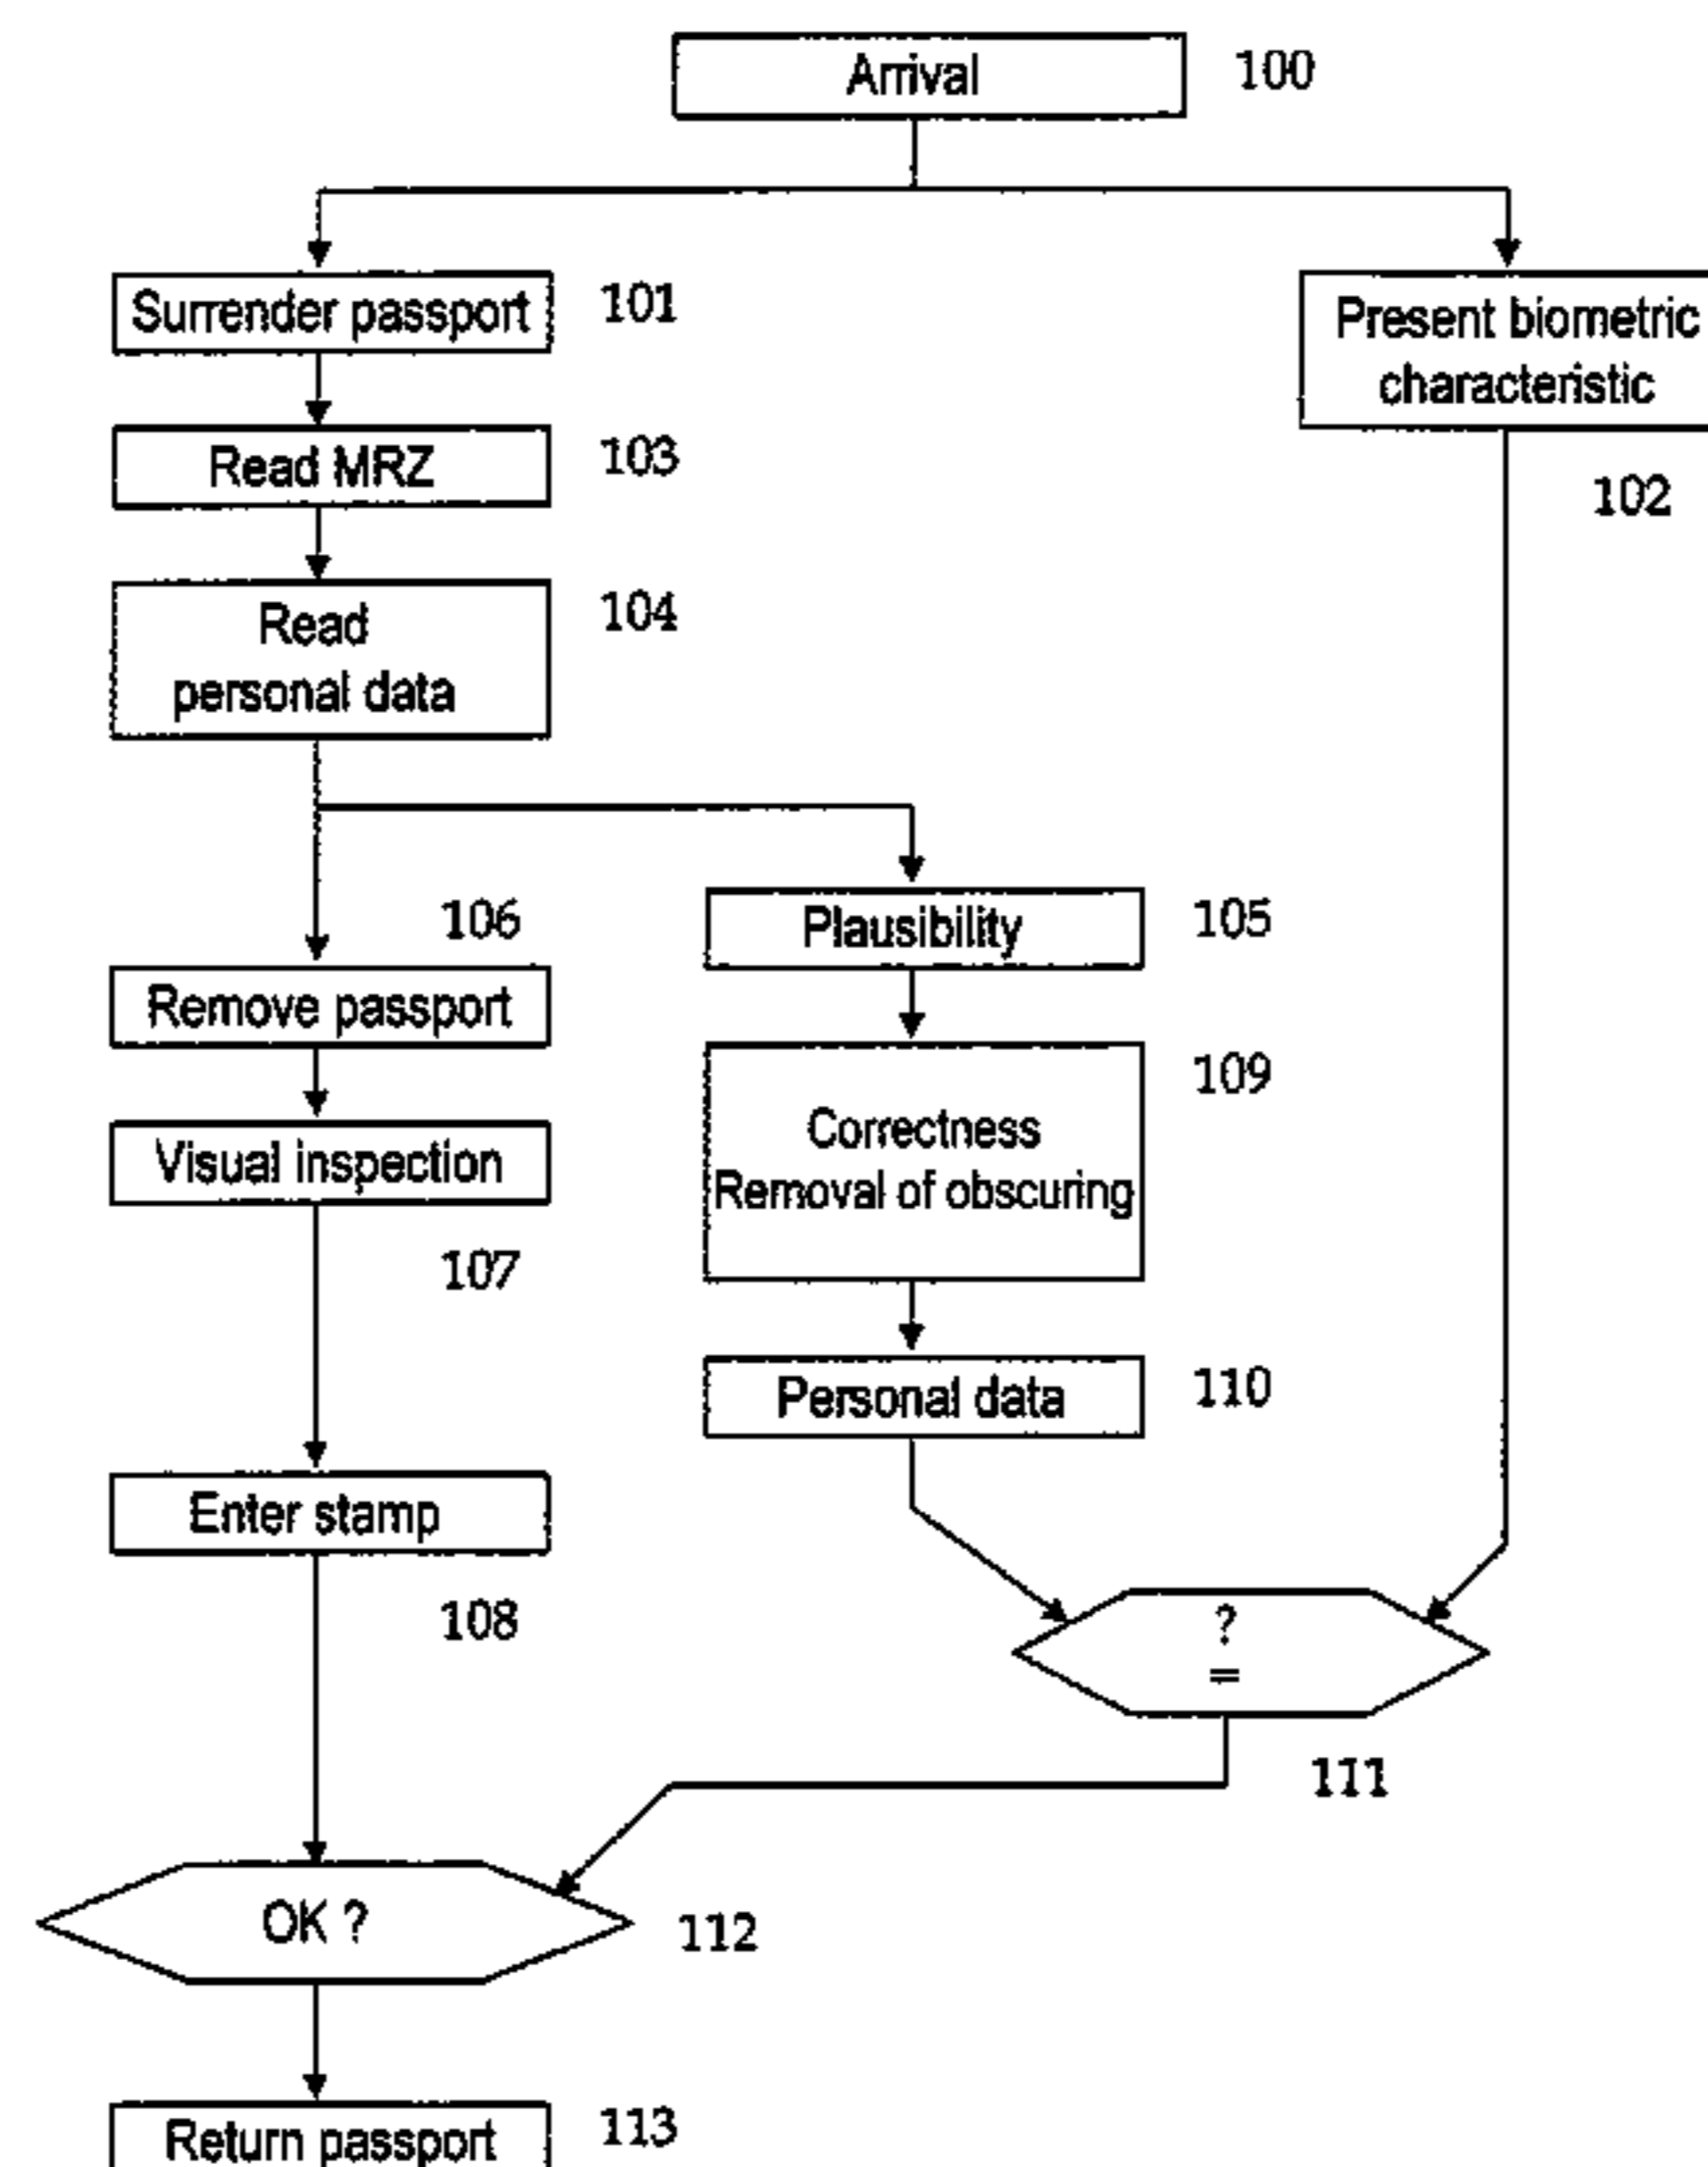 Arrival
100
Surrender passport
101
Present biometric
characteristic
102
Read MRZ
103
Read
personal data
104
106
Remove passport
Plausibility
105
Visual inspection
107
Correctness
Removal of obscuring
109
Personal data
110
Enter stamp
108
?
=
111
OK ?
112
Return passport
113